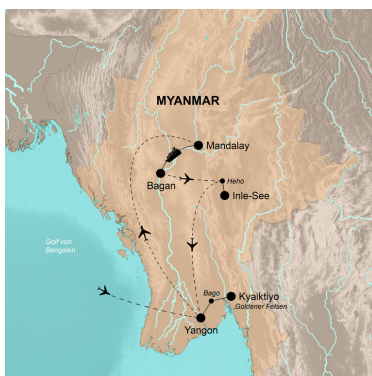 MYANMAR
Mandalay
Bagan
Heho
Inle-See
Golf von
Bengalen
Bago
Kyaiktiyo
Goldener Felsen
Yangon